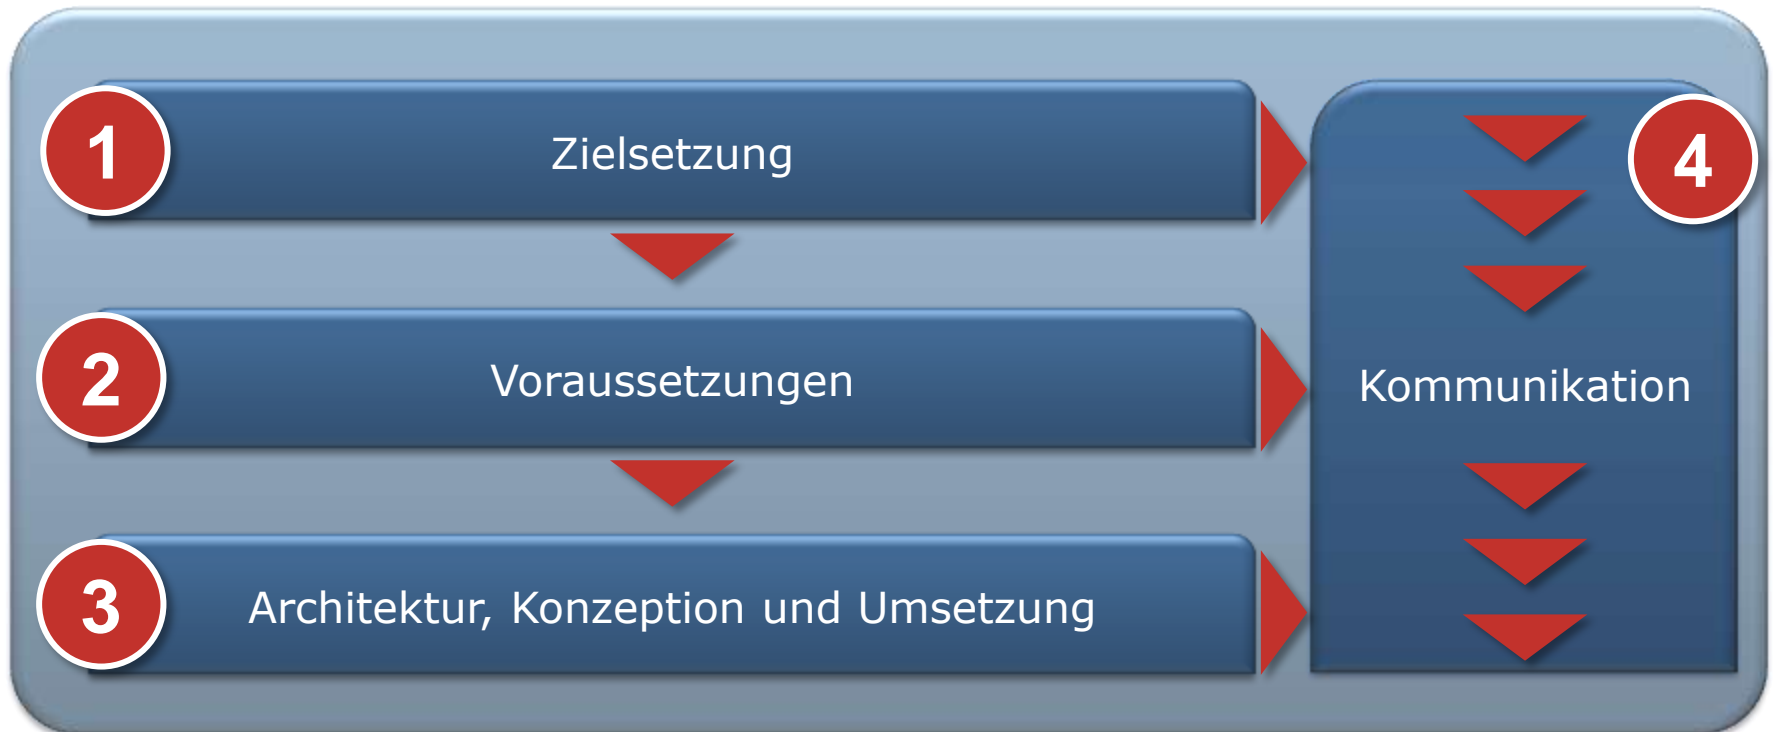 1
Zielsetzung
2
Voraussetzungen
3
Architektur, Konzeption und Umsetzung
4
Kommunikation